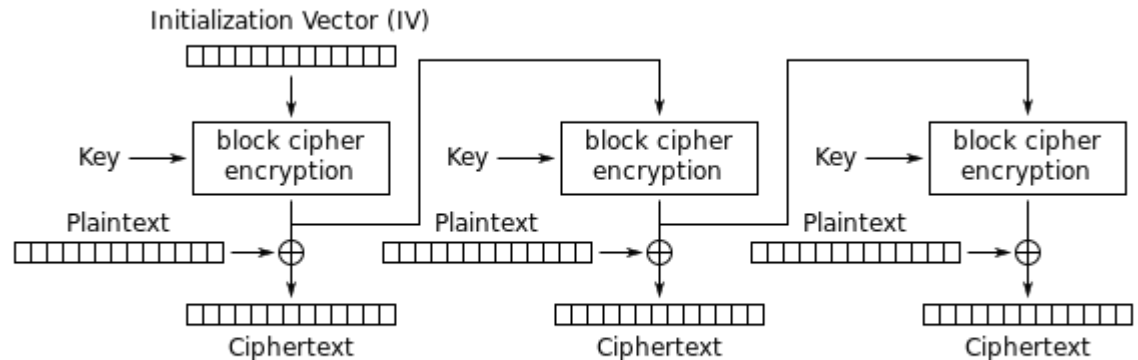 Initialization Vector (IV)
Key
block cipher
encryption
Key
block cipher
encryption
Key
block cipher
encryption
Plaintext
Plaintext
Plaintext
Ciphertext
Ciphertext
Ciphertext